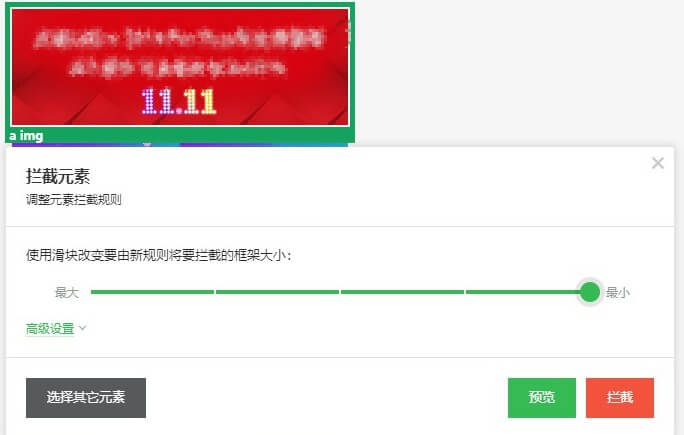 11.11
a img
拦截元素
调整元素拦截规则
使用滑块改变要由新规则将要拦截的框架大小:
最大
最小
高级设置
选择其它元素
预览
拦截